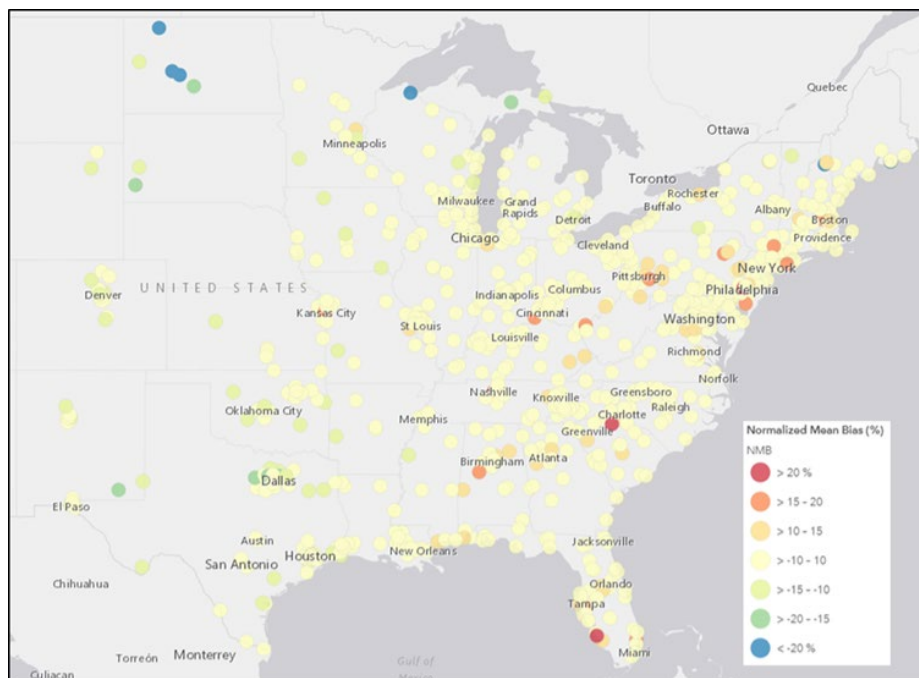 Quebec
Ottawa
Minneapolis
Toronto
Rochester
Milwaukee
Grand
Rapids
Buffalo
Albany
Boston
Detroit
Chicago
Cleveland
Providence
Pittsburgh
New York
Denver
UNITED STATES
Indianapolis
Columbus
Philadelphia
Kansas City
Cincinnati
St Louis
Washington
Louisville
Richmond
Norfolk
Nashville
Knoxville
Greensboro
Oklahoma City
Memphis
Charlotte
Raleigh
Greenville
Birmingham
Atlanta
Dallas
El Paso
Austin
Jacksonville
New Orleans
Houston
San Antonio
Chihuahua
Orlando
Tampa
Torreón
Monterrey
Miami
Gulf of
Culiacan
Normalized Mean Bias (%)
NMB
> 20 %
> 15 - 20
> 10 - 15
> -10 - 10
> -15 - -10
> -20 - -15
< -20 %